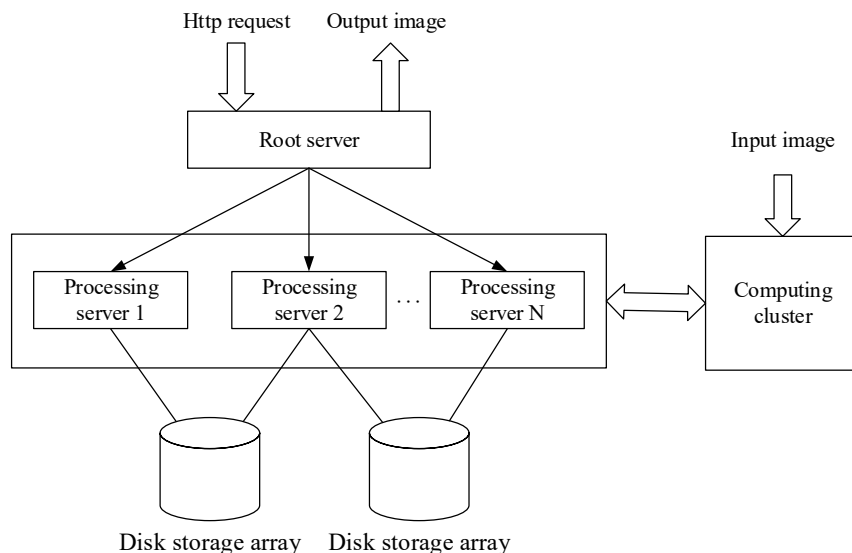 Http request
Output image
Root server
Input image
Processing
server 1
Processing
server 2
...
Processing
server N
Computing
cluster
Disk storage array
Disk storage array